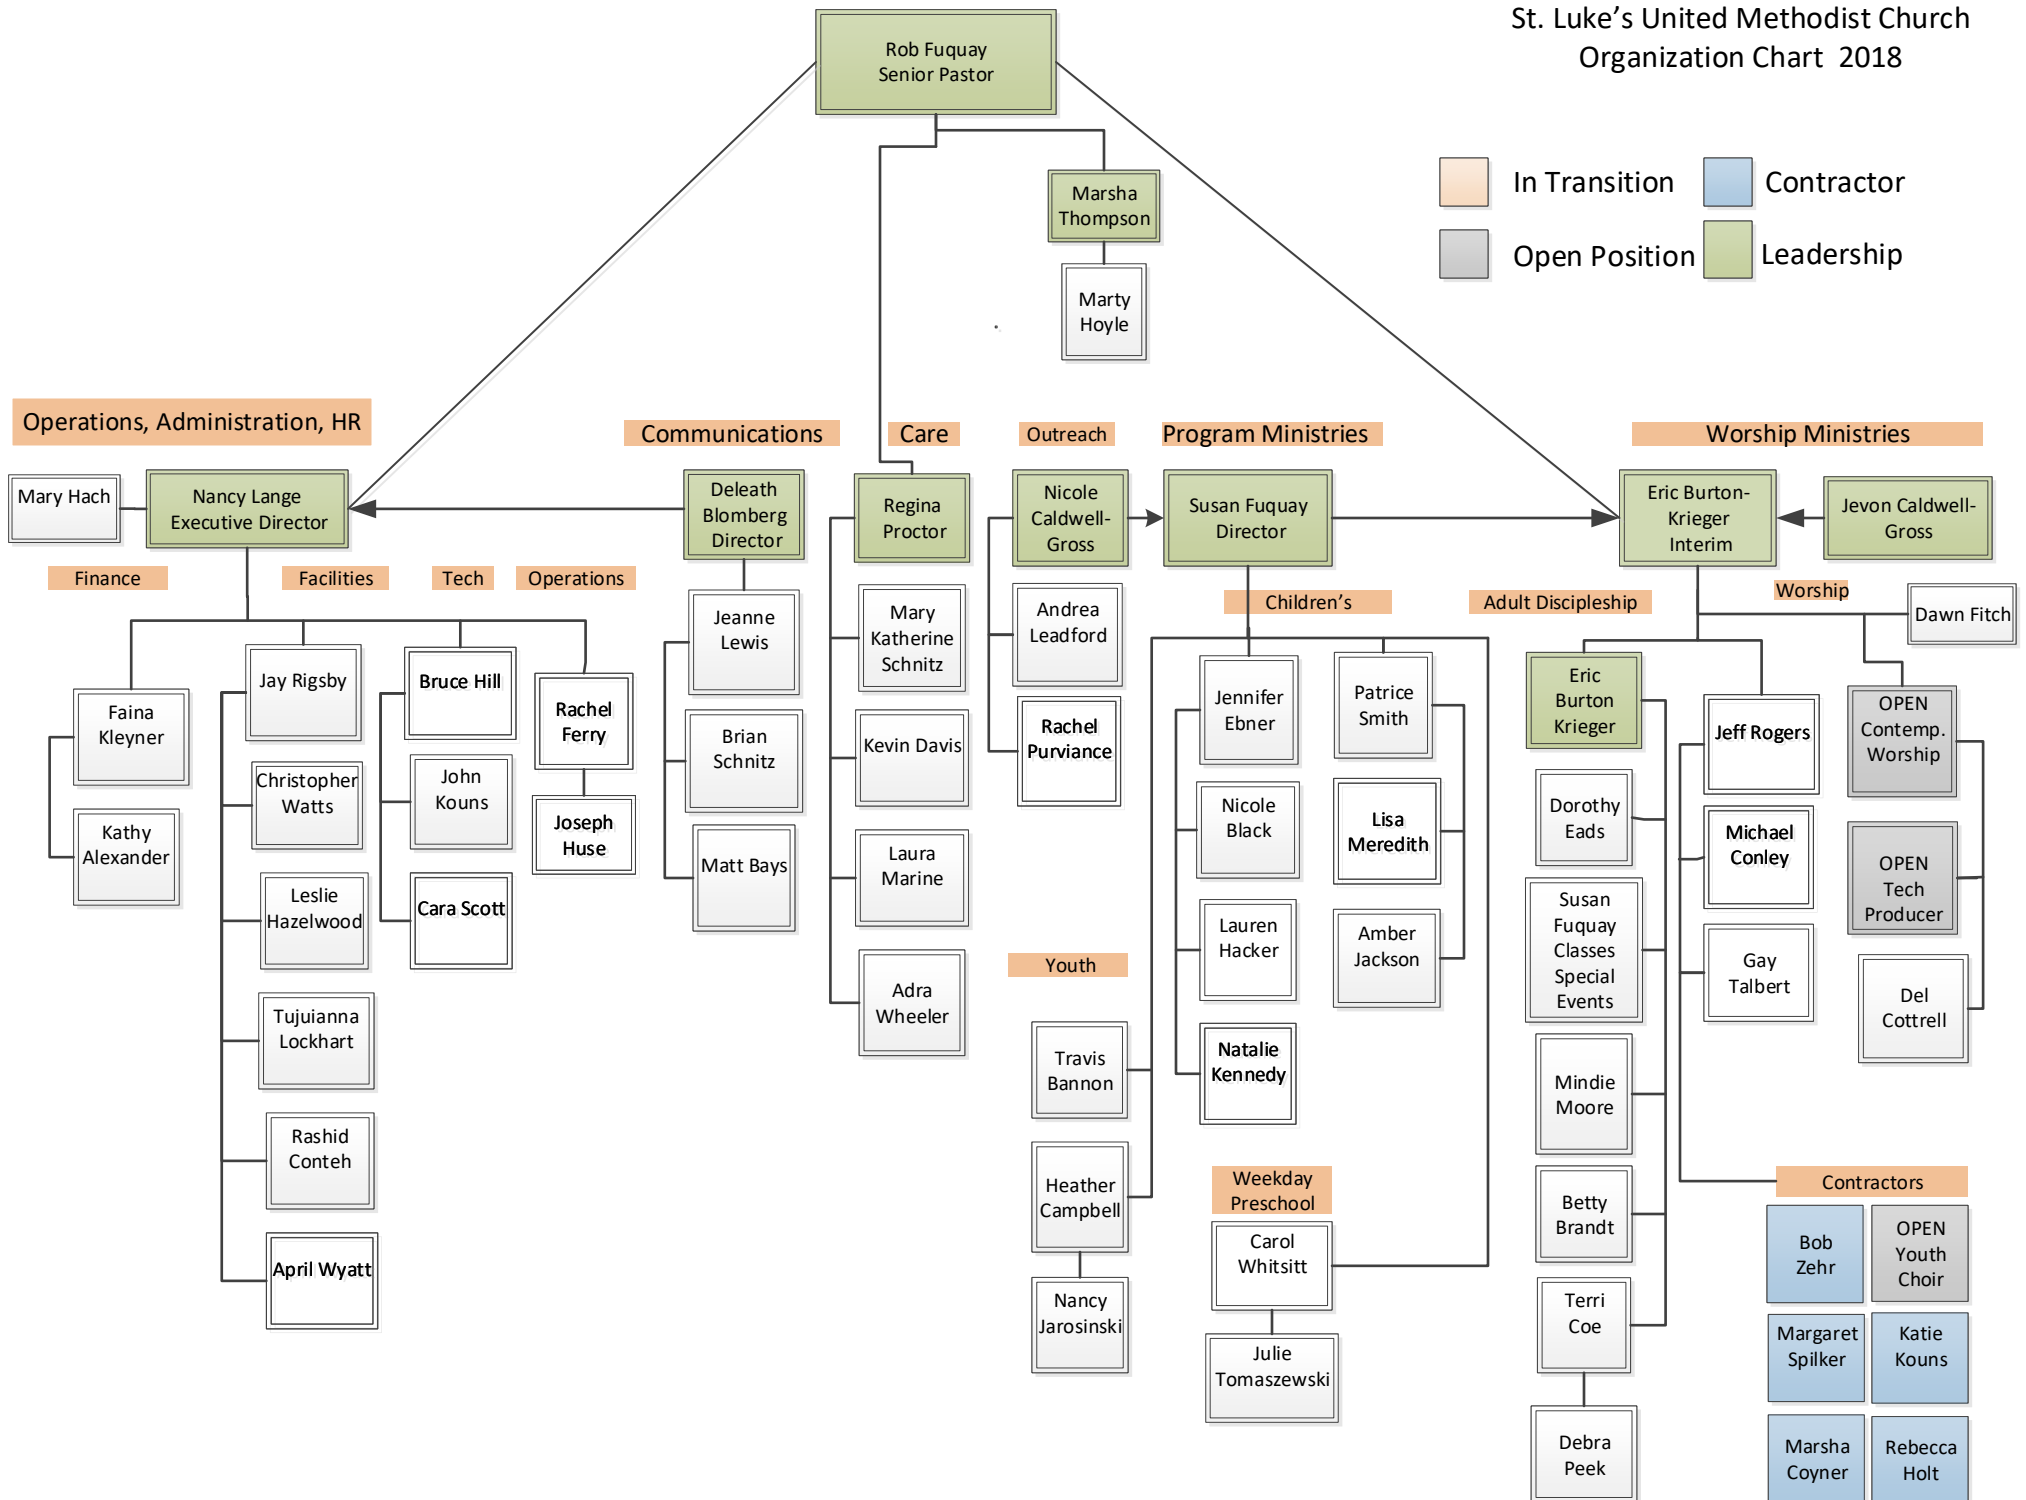 St. Luke’s United Methodist Church
Organization Chart 2018
Rob Fuquay
Senior Pastor
In Transition
Contractor
Open Position
Leadership
Marsha
Thompson
Marty
Hoyle
Operations, Administration, HR
Communications
Care
Outreach
Program Ministries
Worship Ministries
Mary Hach
Nancy Lange
Executive Director
Deleath
Blomberg
Director
Regina
Proctor
Nicole
Caldwell-
Gross
Susan Fuquay
Director
Eric Burton-
Krieger
Interim
Jevon Caldwell-
Gross
Finance
Facilities
Tech
Operations
Children's
Adult Discipleship
Worship
Dawn Fitch
Faina
Kleyner
Kathy
Alexander
Jay Rigsby
Christopher
Watts
Leslie
Hazelwood
Tujuianna
Lockhart
Rashid
Conteh
April Wyatt
Bruce Hill
John
Kouns
Cara Scott
Rachel
Ferry
Joseph
Huse
Jeanne
Lewis
Brian
Schnitz
Matt Bays
Mary
Katherine
Schnitz
Kevin Davis
Laura
Marine
Adra
Wheeler
Andrea
Leadford
Rachel
Purviance
Youth
Travis
Bannon
Heather
Campbell
Nancy
Jarosinski
Jennifer
Ebner
Nicole
Black
Lauren
Hacker
Natalie
Kennedy
Patrice
Smith
Lisa
Meredith
Amber
Jackson
Weekday
Preschool
Carol
Whitsitt
Julie
Tomaszewski
Eric
Burton
Krieger
Dorothy
Eads
Susan
Fuquay
Classes
Special
Events
Mindie
Moore
Betty
Brandt
Terri
Coe
Debra
Peek
Jeff Rogers
Michael
Conley
Gay
Talbert
OPEN
Contemp.
Worship
OPEN
Tech
Producer
Del
Cottrell
Contractors
Bob
Zehr
OPEN
Youth
Choir
Margaret
Spilker
Katie
Kouns
Marsha
Coyner
Rebecca
Holt